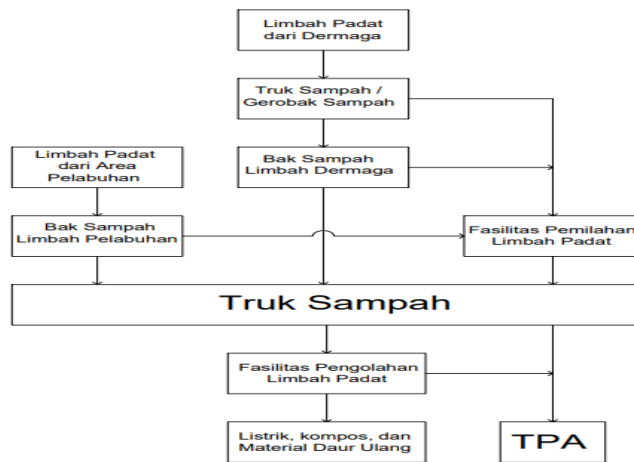 Limbah Padat
dari Dermaga
Truk Sampah /
Gerobak Sampah
Limbah Padat
dari Area
Pelabuhan
Bak Sampah
Limbah Dermaga
Bak Sampah
Limbah Pelabuhan
Fasilitas Pemilahan
Limbah Padat
Truk Sampah
Fasilitas Pengolahan
Limbah Padat
Listrik, kompos, dan
Material Daur Ulang
TPA